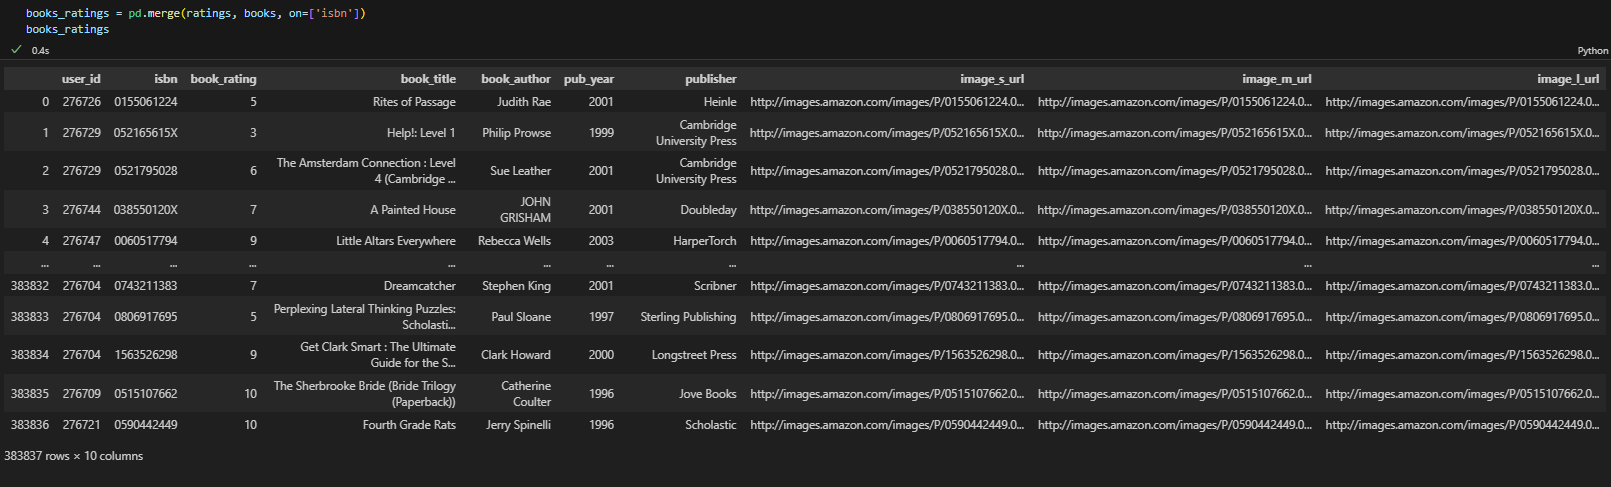 books_ratings = pd.merge(ratings, books, on=['isbn'])
books_ratings
✓ 0.4s Python
user_id isbn book_rating book_title book_author pub_year publisher image_s_url image_m_url image_l_url
0 276726 0155061224 5 Rites of Passage Judith Rae 2001 Heinle http://images.amazon.com/images/P/0155061224.0... http://images.amazon.com/images/P/0155061224.0... http://images.amazon.com/images/P/0155061224.0...
1 276729 052165615X 3 Help!: Level 1 Philip Prowse 1999 Cambridge University Press http://images.amazon.com/images/P/052165615X.0... http://images.amazon.com/images/P/052165615X.0... http://images.amazon.com/images/P/052165615X.0...
2 276729 0521795028 6 The Amsterdam Connection : Level 4 (Cambridge ... Sue Leather 2001 Cambridge University Press http://images.amazon.com/images/P/0521795028.0... http://images.amazon.com/images/P/0521795028.0... http://images.amazon.com/images/P/0521795028.0...
3 276744 038550120X 7 A Painted House JOHN GRISHAM 2001 Doubleday http://images.amazon.com/images/P/038550120X.0... http://images.amazon.com/images/P/038550120X.0... http://images.amazon.com/images/P/038550120X.0...
4 276747 0060517794 9 Little Altars Everywhere Rebecca Wells 2003 HarperTorch http://images.amazon.com/images/P/0060517794.0... http://images.amazon.com/images/P/0060517794.0... http://images.amazon.com/images/P/0060517794.0...
... ... ... ... ... ... ... ... ... ... ...
383832 276704 0743211383 7 Dreamcatcher Stephen King 2001 Scribner http://images.amazon.com/images/P/0743211383.0... http://images.amazon.com/images/P/0743211383.0... http://images.amazon.com/images/P/0743211383.0...
383833 276704 0806917695 5 Perplexing Lateral Thinking Puzzles: Scholasti... Paul Sloane 1997 Sterling Publishing http://images.amazon.com/images/P/0806917695.0... http://images.amazon.com/images/P/0806917695.0... http://images.amazon.com/images/P/0806917695.0...
383834 276704 1563526298 9 Get Clark Smart : The Ultimate Guide for the S... Clark Howard 2000 Longstreet Press http://images.amazon.com/images/P/1563526298.0... http://images.amazon.com/images/P/1563526298.0... http://images.amazon.com/images/P/1563526298.0...
383835 276709 0515107662 10 The Sherbrooke Bride (Bride Trilogy (Paperback)) Catherine Coulter 1996 Jove Books http://images.amazon.com/images/P/0515107662.0... http://images.amazon.com/images/P/0515107662.0... http://images.amazon.com/images/P/0515107662.0...
383836 276721 0590442449 10 Fourth Grade Rats Jerry Spinelli 1996 Scholastic http://images.amazon.com/images/P/0590442449.0... http://images.amazon.com/images/P/0590442449.0... http://images.amazon.com/images/P/0590442449.0...
383837 rows × 10 columns